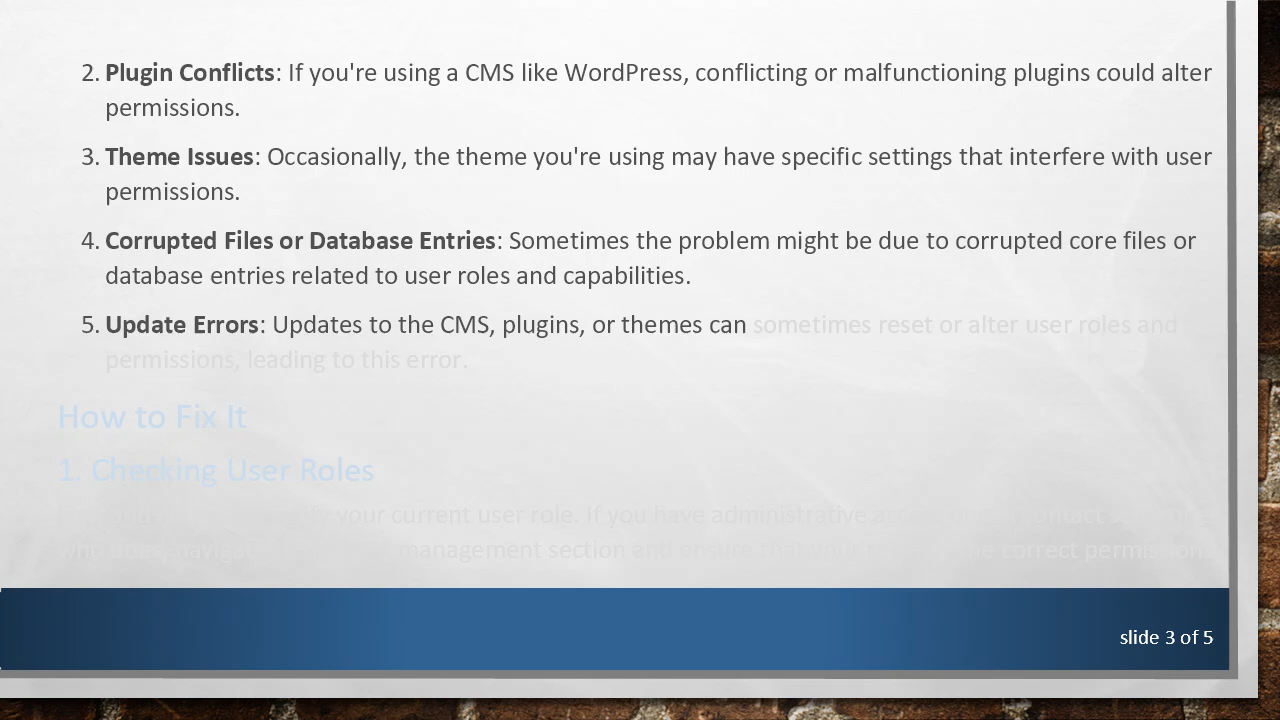 2. Plugin Conflicts: If you're using a CMS like WordPress, conflicting or malfunctioning plugins could alter
permissions.
3. Theme Issues: Occasionally, the theme you're using may have specific settings that interfere with user
permissions.
4. Corrupted Files or Database Entries: Sometimes the problem might be due to corrupted core files or
database entries related to user roles and capabilities.
5. Update Errors: Updates to the CMS, plugins, or themes can sometimes reset or alter user roles and
permissions, leading to this error.
How to Fix It
1. Checking User Roles
your current user role. If you have administrative contact
who management section and ensure that your correct permissions
slide 3 of 5